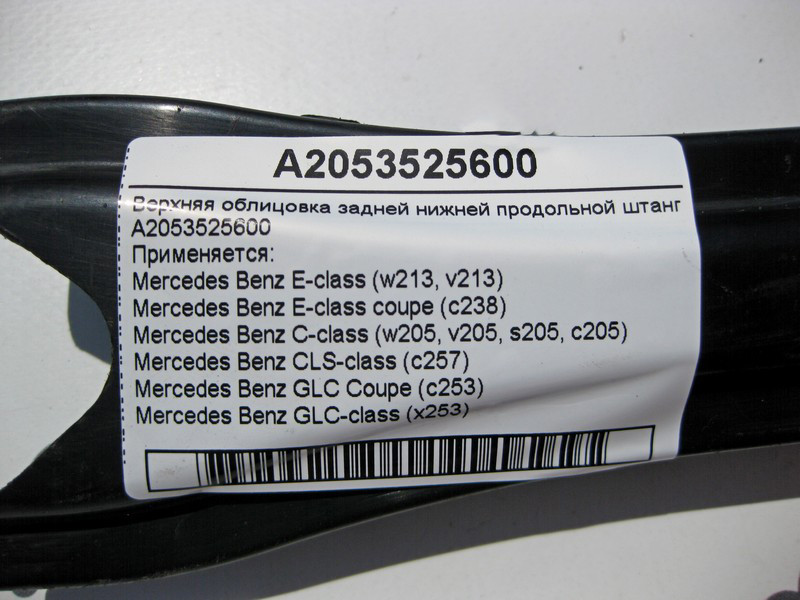 A2053525600
Верхняя облицовка задней нижней продольной штанг
A2053525600
Применяется:
Mercedes Benz E-class (w213, v213)
Mercedes Benz E-class coupe (c238)
Mercedes Benz C-class (w205, v205, s205, c205)
Mercedes Benz CLS-class (c257)
Mercedes Benz GLC Coupe (c253)
Mercedes Benz GLC-class (x253)